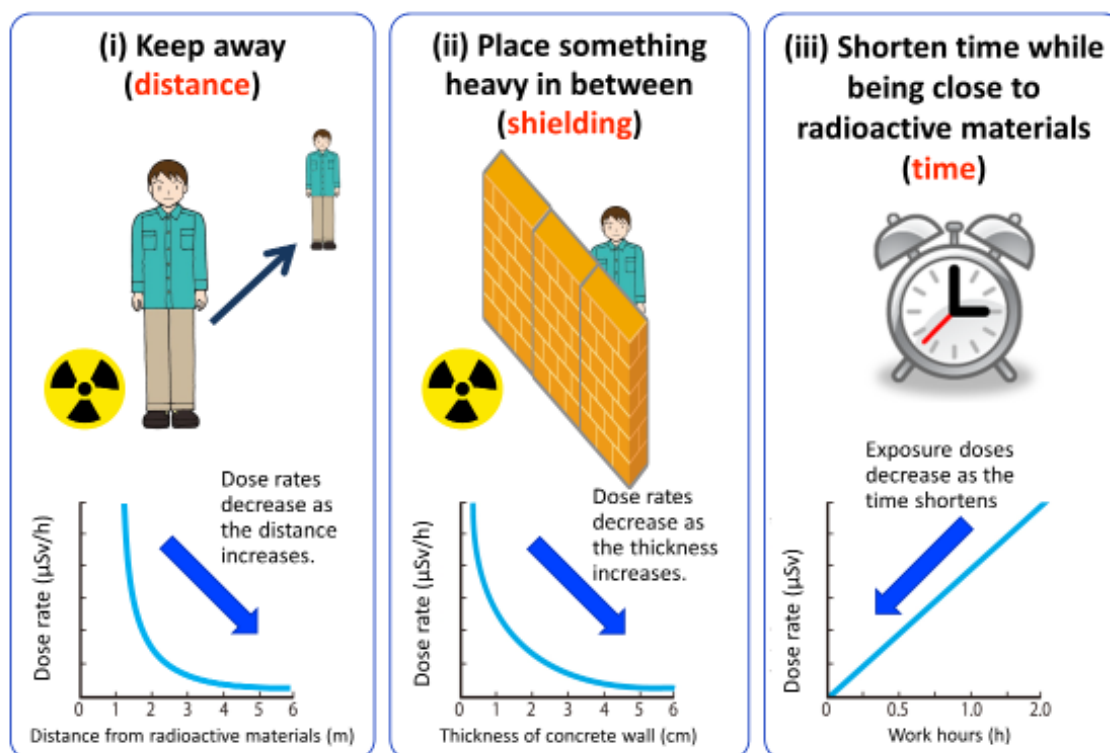 (i) Keep away
(distance)
Dose rates
decrease as
the distance
increases.
Dose rate (μSv/h)
0 1 2 3 4 5 6
Distance from radioactive materials (m)
(ii) Place something
heavy in between
(shielding)
Dose rates
decrease as
the thickness
increases.
Dose rate (μSv/h)
0 1 2 3 4 5 6
Thickness of concrete wall (cm)
(iii) Shorten time while
being close to
radioactive materials
(time)
Exposure doses
decrease as the
time shortens
Dose rate (μSv)
0 0.5 1.0 2.0
Work hours (h)